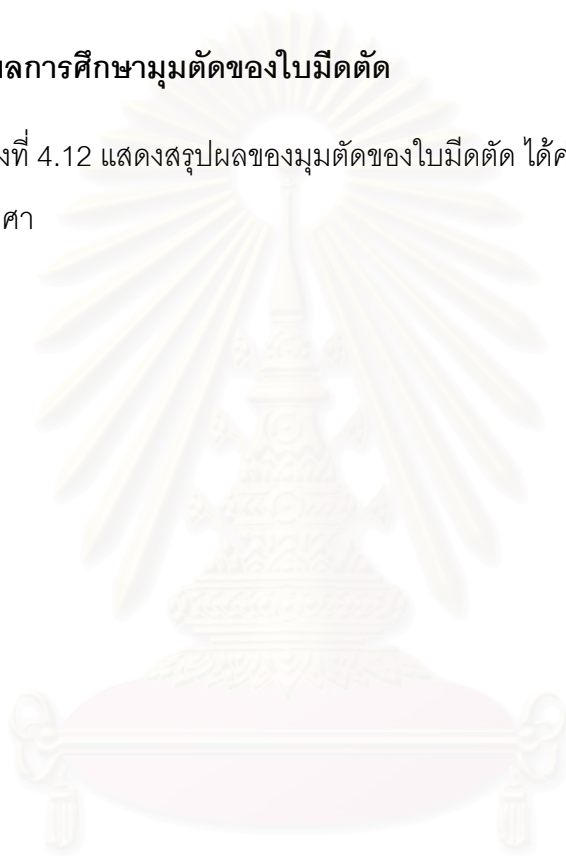 ผลการศึกษามุมตัดของใบมีดตัด
งที่ 4.12 แสดงสรุปผลของมุมตัดของใบมีดตัด ได้ค
ศา